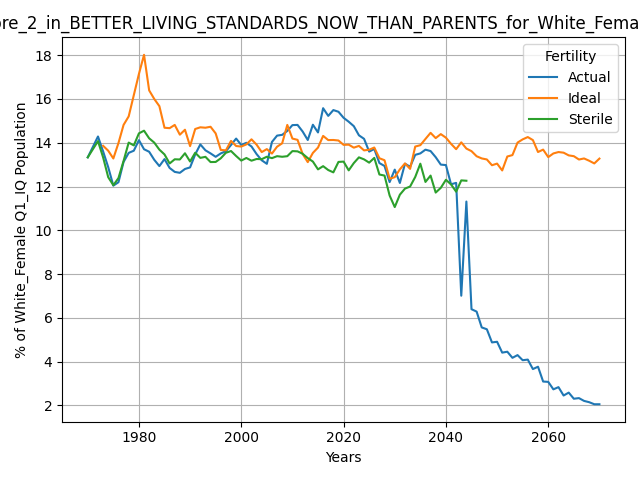 ore_2_in_BETTER_LIVING_STANDARDS_NOW_THAN_PARENTS_for_White_Fema
Fertility
Actual
Ideal
Sterile
% of White_Female Q1_IQ Population
18
16
14
12
10
8
6
4
2
1980
2000
2020
2040
2060
Years